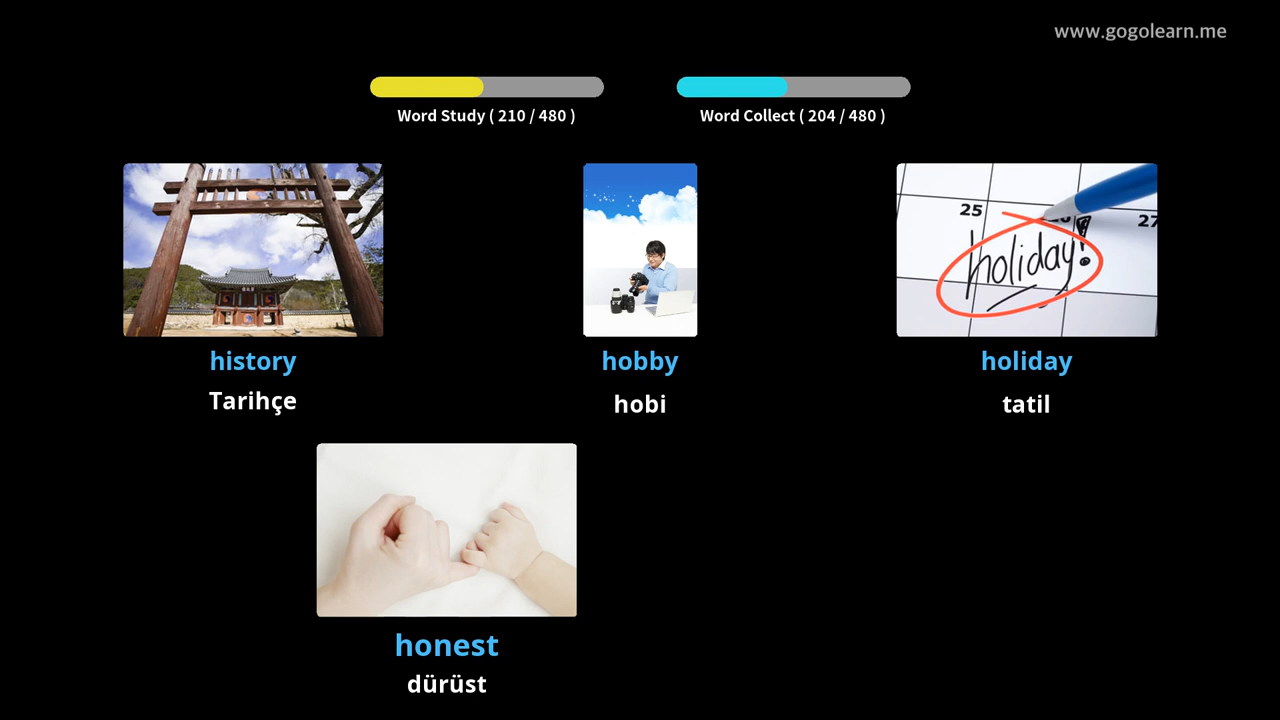 www.gogolearn.me
Word Study ( 210 / 480 )
Word Collect ( 204 / 480 )
25
27
holiday!
history
hobby
holiday
Tarihçe
hobi
tatil
honest
dürüst